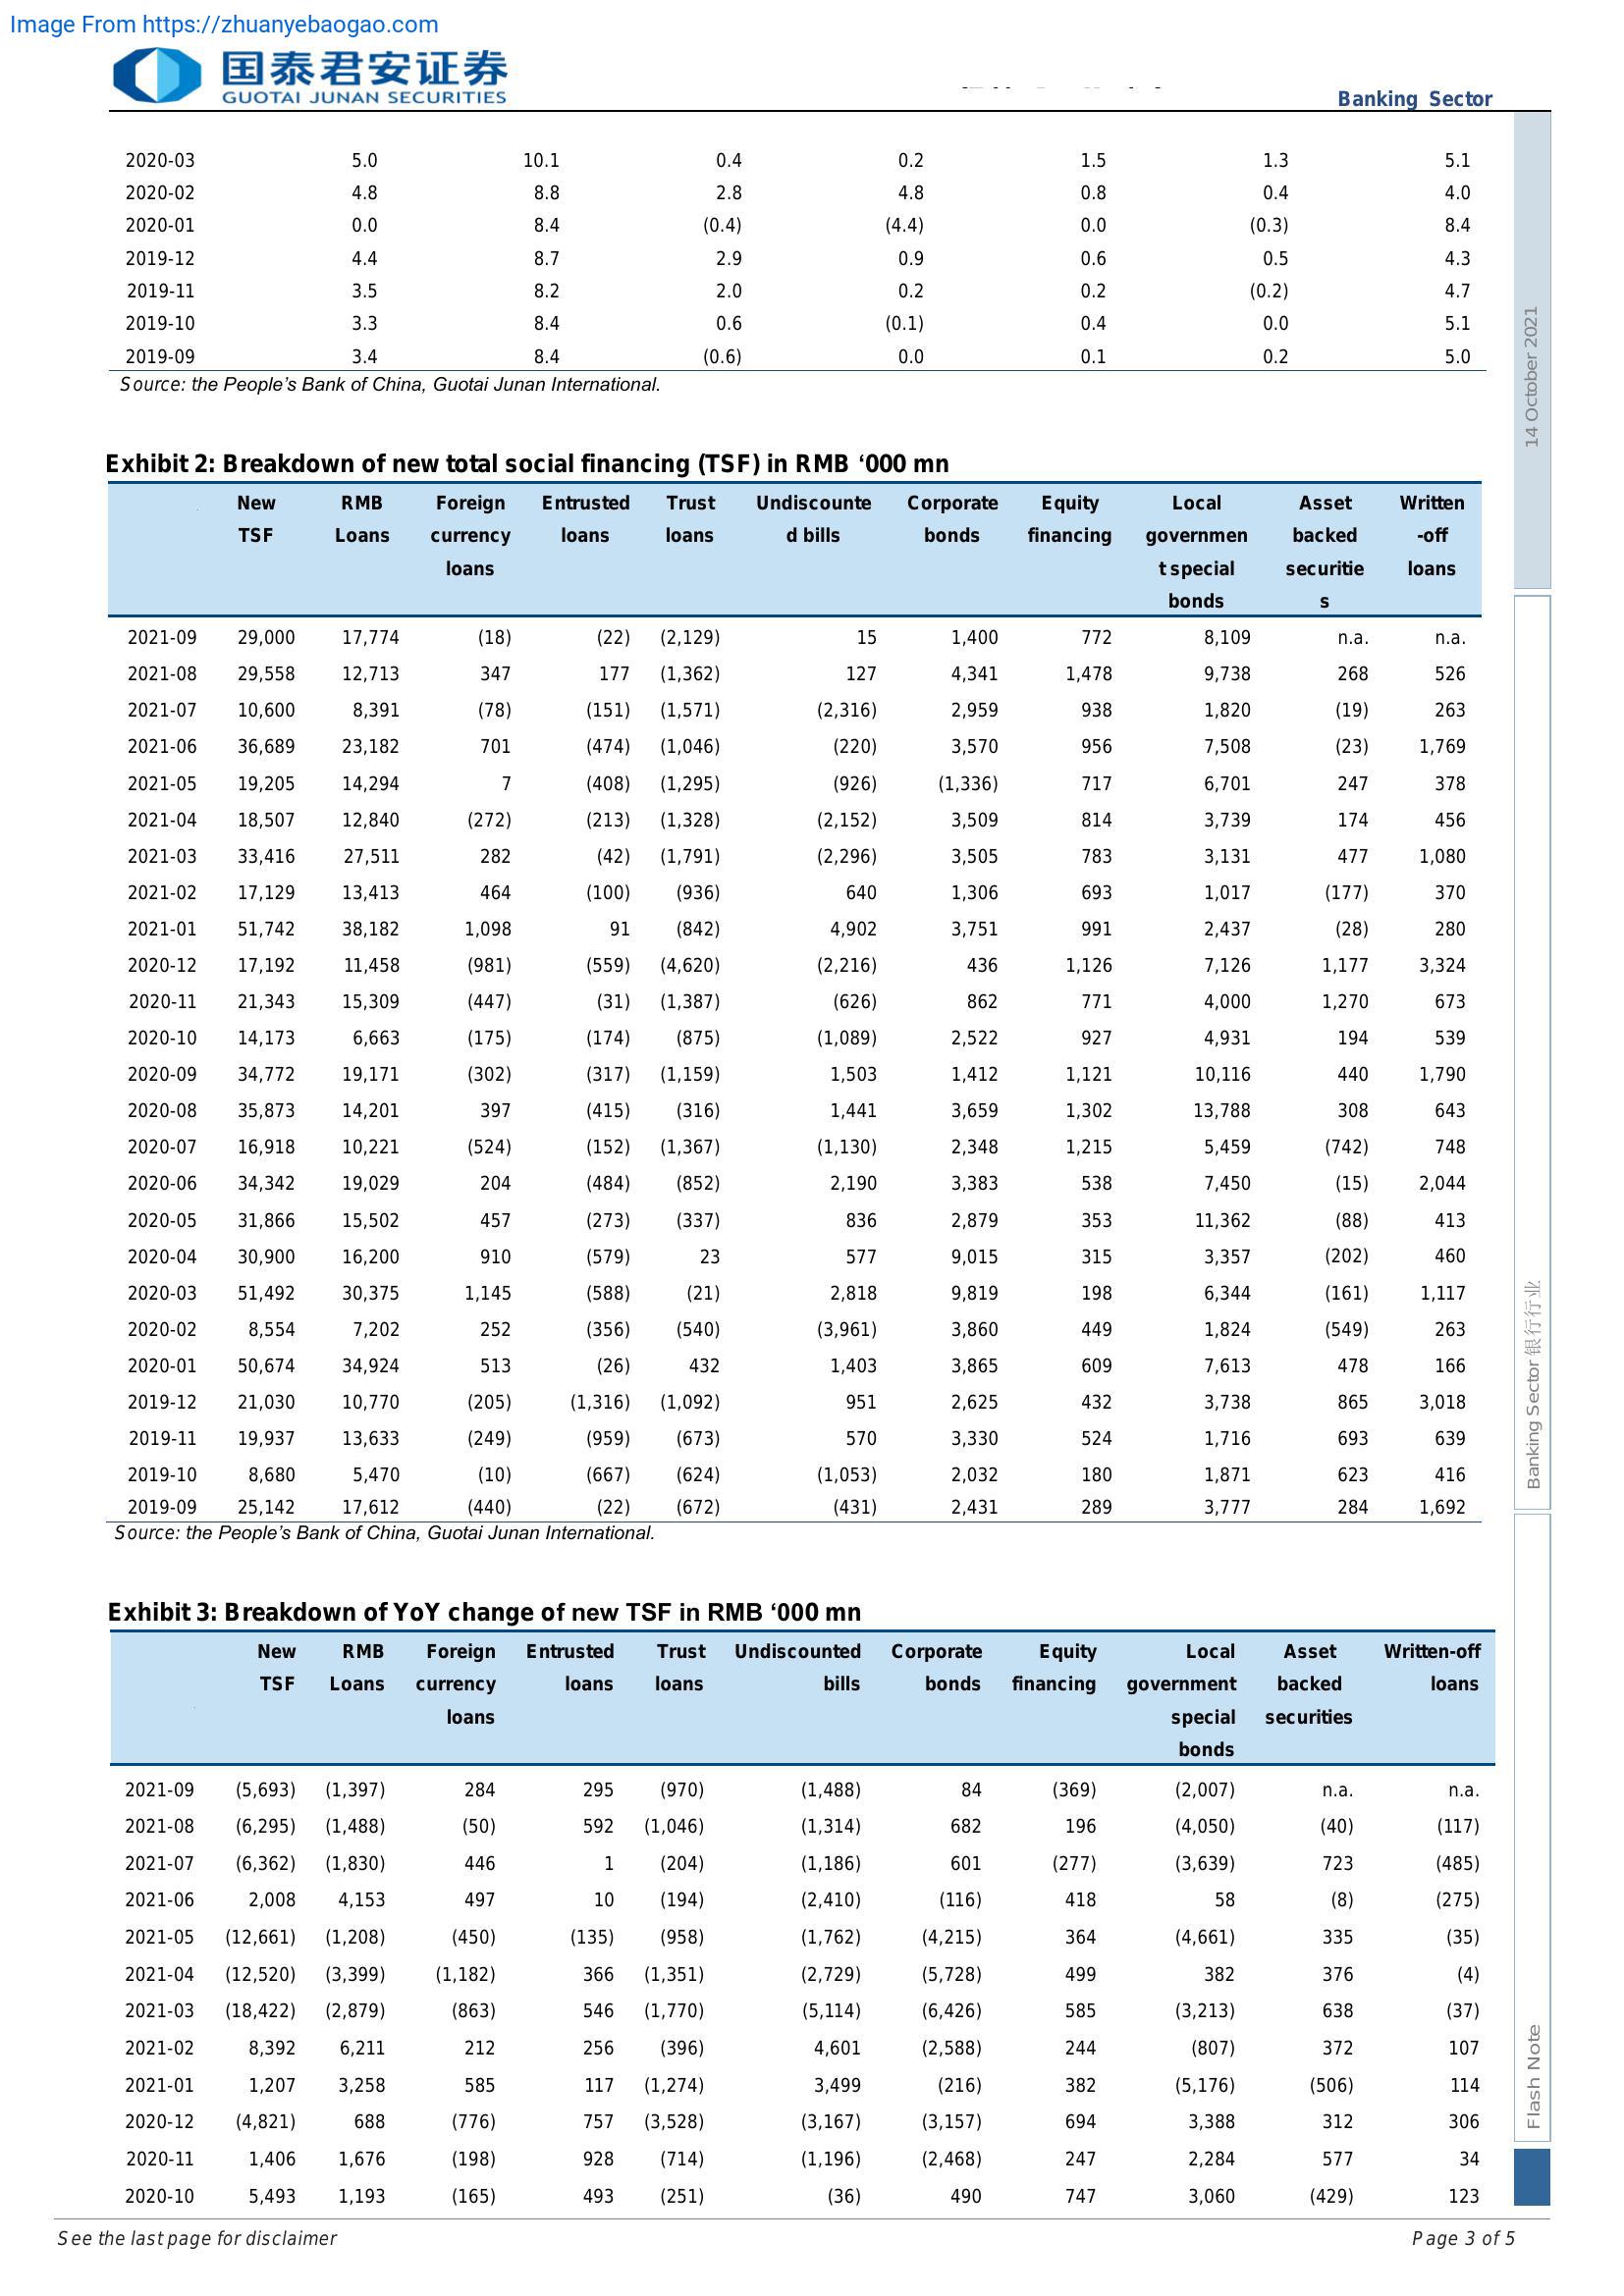 Image From https://zhuanyebaogao.com
国泰君安证券
GUOTAI JUNAN SECURITIES
Banking Sector
2020-03 5.0 10.1 0.4 0.2 1.5 1.3 5.1
2020-02 4.8 8.8 2.8 4.8 0.8 0.4 4.0
2020-01 0.0 8.4 (0.4) (4.4) 0.0 (0.3) 8.4
2019-12 4.4 8.7 2.9 0.9 0.6 0.5 4.3
2019-11 3.5 8.2 2.0 0.2 0.2 (0.2) 4.7
2019-10 3.3 8.4 0.6 (0.1) 0.4 0.0 5.1
2019-09 3.4 8.4 (0.6) 0.0 0.1 0.2 5.0
Source: the People's Bank of China, Guotai Junan International.
Exhibit 2: Breakdown of new total social financing (TSF) in RMB ‘000 mn
New RMB Foreign Entrusted Trust Undiscounte Corporate Equity Local Asset Written
TSF Loans currency loans loans d bills bonds financing governmen backed -off
loans t special securitie loans
bonds s
2021-09 29,000 17,774 (18) (22) (2,129) 15 1,400 772 8,109 n.a. n.a.
2021-08 29,558 12,713 347 177 (1,362) 127 4,341 1,478 9,738 268 526
2021-07 10,600 8,391 (78) (151) (1,571) (2,316) 2,959 938 1,820 (19) 263
2021-06 36,689 23,182 701 (474) (1,046) (220) 3,570 956 7,508 (23) 1,769
2021-05 19,205 14,294 7 (408) (1,295) (926) (1,336) 717 6,701 247 378
2021-04 18,507 12,840 (272) (213) (1,328) (2,152) 3,509 814 3,739 174 456
2021-03 33,416 27,511 282 (42) (1,791) (2,296) 3,505 783 3,131 477 1,080
2021-02 17,129 13,413 464 (100) (936) 640 1,306 693 1,017 (177) 370
2021-01 51,742 38,182 1,098 91 (842) 4,902 3,751 991 2,437 (28) 280
2020-12 17,192 11,458 (981) (559) (4,620) (2,216) 436 1,126 7,126 1,177 3,324
2020-11 21,343 15,309 (447) (31) (1,387) (626) 862 771 4,000 1,270 673
2020-10 14,173 6,663 (175) (174) (875) (1,089) 2,522 927 4,931 194 539
2020-09 34,772 19,171 (302) (317) (1,159) 1,503 1,412 1,121 10,116 440 1,790
2020-08 35,873 14,201 397 (415) (316) 1,441 3,659 1,302 13,788 308 643
2020-07 16,918 10,221 (524) (152) (1,367) (1,130) 2,348 1,215 5,459 (742) 748
2020-06 34,342 19,029 204 (484) (852) 2,190 3,383 538 7,450 (15) 2,044
2020-05 31,866 15,502 457 (273) (337) 836 2,879 353 11,362 (88) 413
2020-04 30,900 16,200 910 (579) 23 577 9,015 315 3,357 (202) 460
2020-03 51,492 30,375 1,145 (588) (21) 2,818 9,819 198 6,344 (161) 1,117
2020-02 8,554 7,202 252 (356) (540) (3,961) 3,860 449 1,824 (549) 263
2020-01 50,674 34,924 513 (26) 432 1,403 3,865 609 7,613 478 166
2019-12 21,030 10,770 (205) (1,316) (1,092) 951 2,625 432 3,738 865 3,018
2019-11 19,937 13,633 (249) (959) (673) 570 3,330 524 1,716 693 639
2019-10 8,680 5,470 (10) (667) (624) (1,053) 2,032 180 1,871 623 416
2019-09 25,142 17,612 (440) (22) (672) (431) 2,431 289 3,777 284 1,692
Source: the People's Bank of China, Guotai Junan International.
Exhibit 3: Breakdown of YoY change of new TSF in RMB ‘000 mn
New RMB Foreign Entrusted Trust Undiscounted Corporate Equity Local Asset Written-off
TSF Loans currency loans loans bills bonds financing government backed loans
loans special securities
bonds
2021-09 (5,693) (1,397) 284 295 (970) (1,488) 84 (369) (2,007) n.a. n.a.
2021-08 (6,295) (1,488) (50) 592 (1,046) (1,314) 682 196 (4,050) (40) (117)
2021-07 (6,362) (1,830) 446 1 (204) (1,186) 601 (277) (3,639) 723 (485)
2021-06 2,008 4,153 497 10 (194) (2,410) (116) 418 58 (8) (275)
2021-05 (12,661) (1,208) (450) (135) (958) (1,762) (4,215) 364 (4,661) 335 (35)
2021-04 (12,520) (3,399) (1,182) 366 (1,351) (2,729) (5,728) 499 382 376 (4)
2021-03 (18,422) (2,879) (863) 546 (1,770) (5,114) (6,426) 585 (3,213) 638 (37)
2021-02 8,392 6,211 212 256 (396) 4,601 (2,588) 244 (807) 372 107
2021-01 1,207 3,258 585 117 (1,274) 3,499 (216) 382 (5,176) (506) 114
2020-12 (4,821) 688 (776) 757 (3,528) (3,167) (3,157) 694 3,388 312 306
2020-11 1,406 1,676 (198) 928 (714) (1,196) (2,468) 247 2,284 577 34
2020-10 5,493 1,193 (165) 493 (251) (36) 490 747 3,060 (429) 123
14 October 2021
Banking Sector 银行行业
Flash Note
See the last page for disclaimer
Page 3 of 5